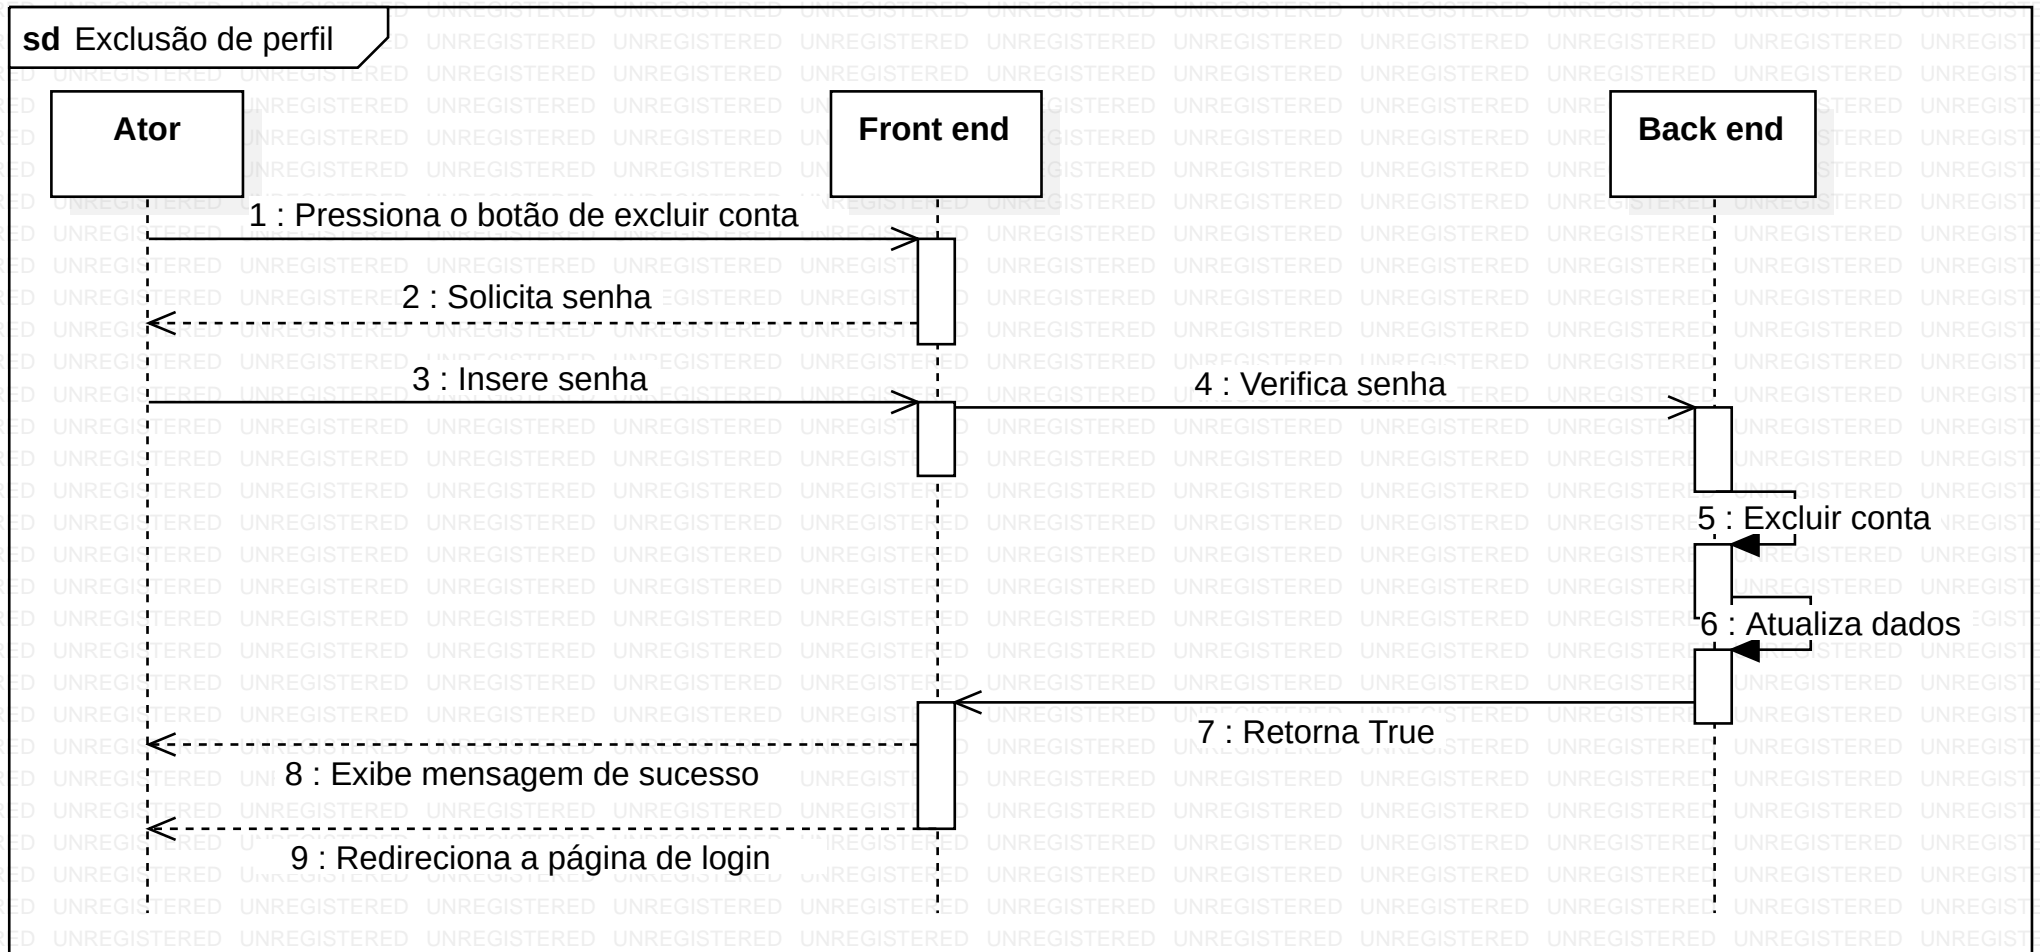 sd Exclusão de perfil
Ator
Front end
Back end
1 : Pressiona o botão de excluir conta
2 : Solicita senha
3 : Insere senha
4 : Verifica senha
5 : Excluir conta
6 : Atualiza dados
7 : Retorna True
8 : Exibe mensagem de sucesso
9 : Redireciona a página de login
UNREGISTERED